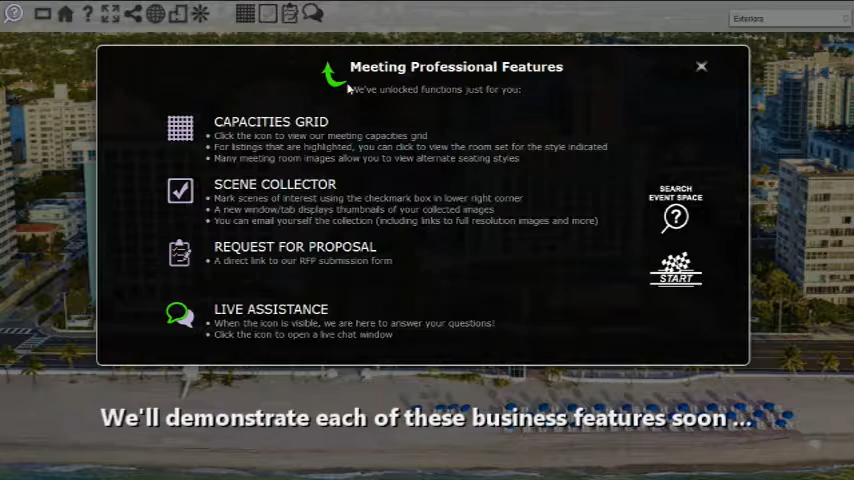 Exteriors
Meeting Professional Features
We've unlocked functions just for you:
CAPACITIES GRID
• Click the icon to view our meeting capacities grid
• For listings that are highlighted, you can click to view the room set for the style indicated
• Many meeting room images allow you to view alternate seating styles
SCENE COLLECTOR
• Mark scenes of interest using the checkmark box in lower right corner
• A new window/tab displays thumbnails of your collected images
• You can email yourself the collection (including links to full resolution images and more)
SEARCH
EVENT SPACE
?
REQUEST FOR PROPOSAL
• A direct link to our RFP submission form
START
LIVE ASSISTANCE
• When the icon is visible, we are here to answer your questions!
• Click the icon to open a live chat window
We'll demonstrate each of these business features soon ...